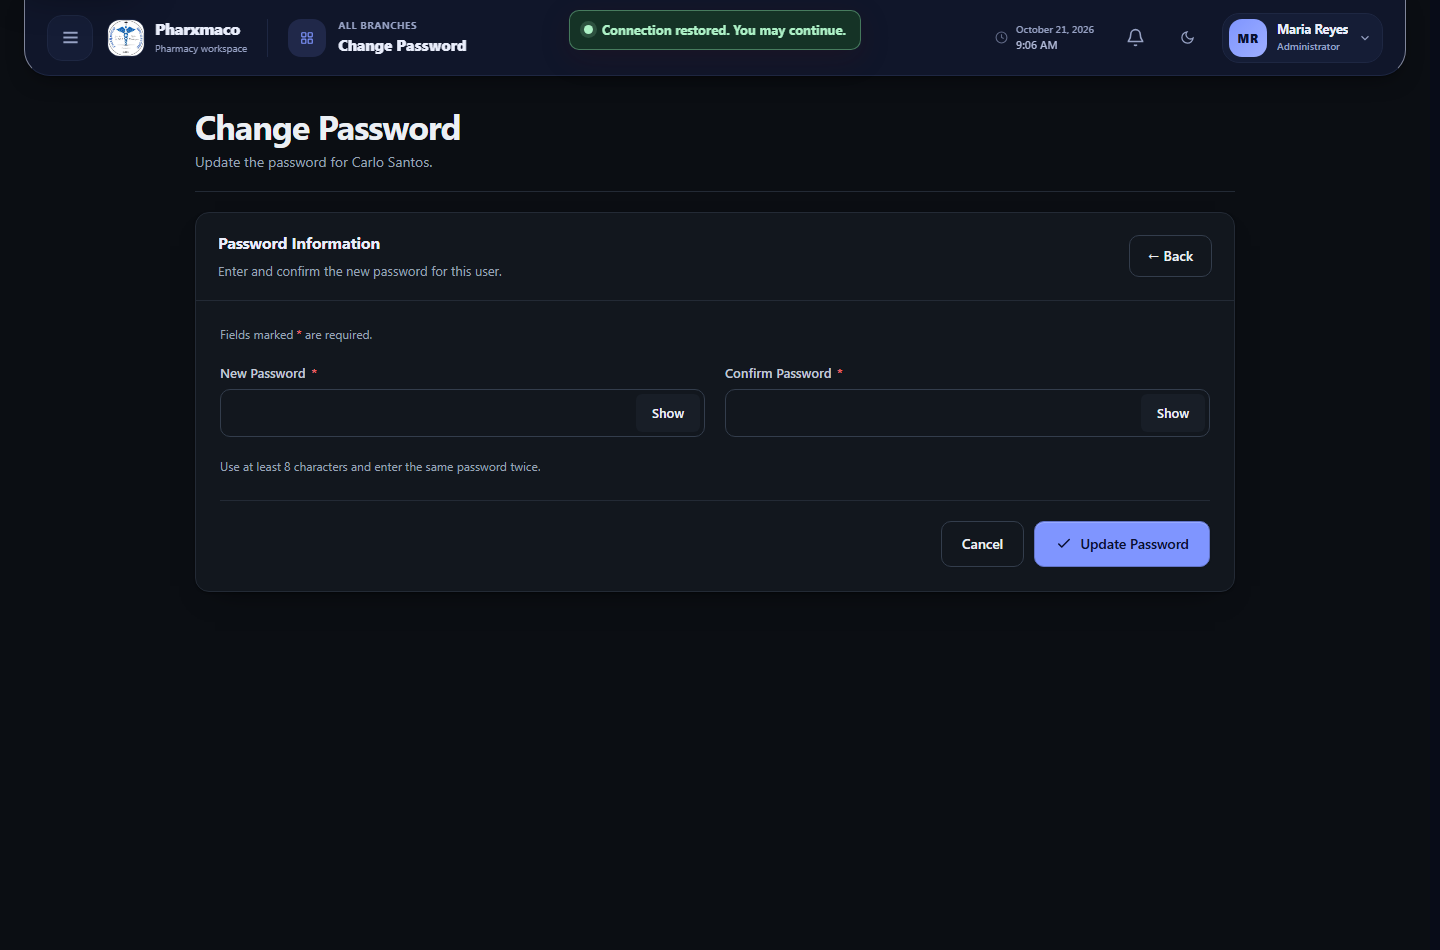 Pharxmaco
Pharmacy workspace
ALL BRANCHES
Change Password
Connection restored. You may continue.
October 21, 2026
9:06 AM
MR
Maria Reyes
Administrator
Change Password
Update the password for Carlo Santos.
Password Information
Enter and confirm the new password for this user.
← Back
Fields marked * are required.
New Password *
Show
Confirm Password *
Show
Use at least 8 characters and enter the same password twice.
Cancel
Update Password